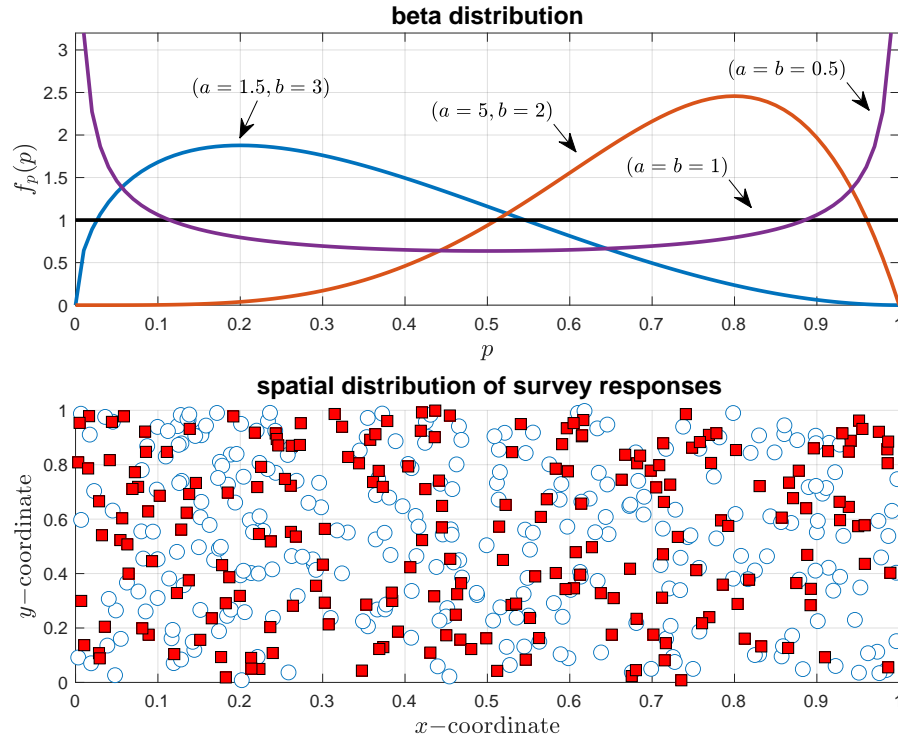 beta distribution
3
2.5
2
1.5
1
0.5
0
(a = 1.5, b = 3)
(a = 5, b = 2)
(a = b = 0.5)
(a = b = 1)
f_p(p)
0 0.1 0.2 0.3 0.4 0.5 0.6 0.7 0.8 0.9 1
p
spatial distribution of survey responses
1
0.8
0.6
0.4
0.2
0
y−coordinate
0 0.1 0.2 0.3 0.4 0.5 0.6 0.7 0.8 0.9 1
x−coordinate